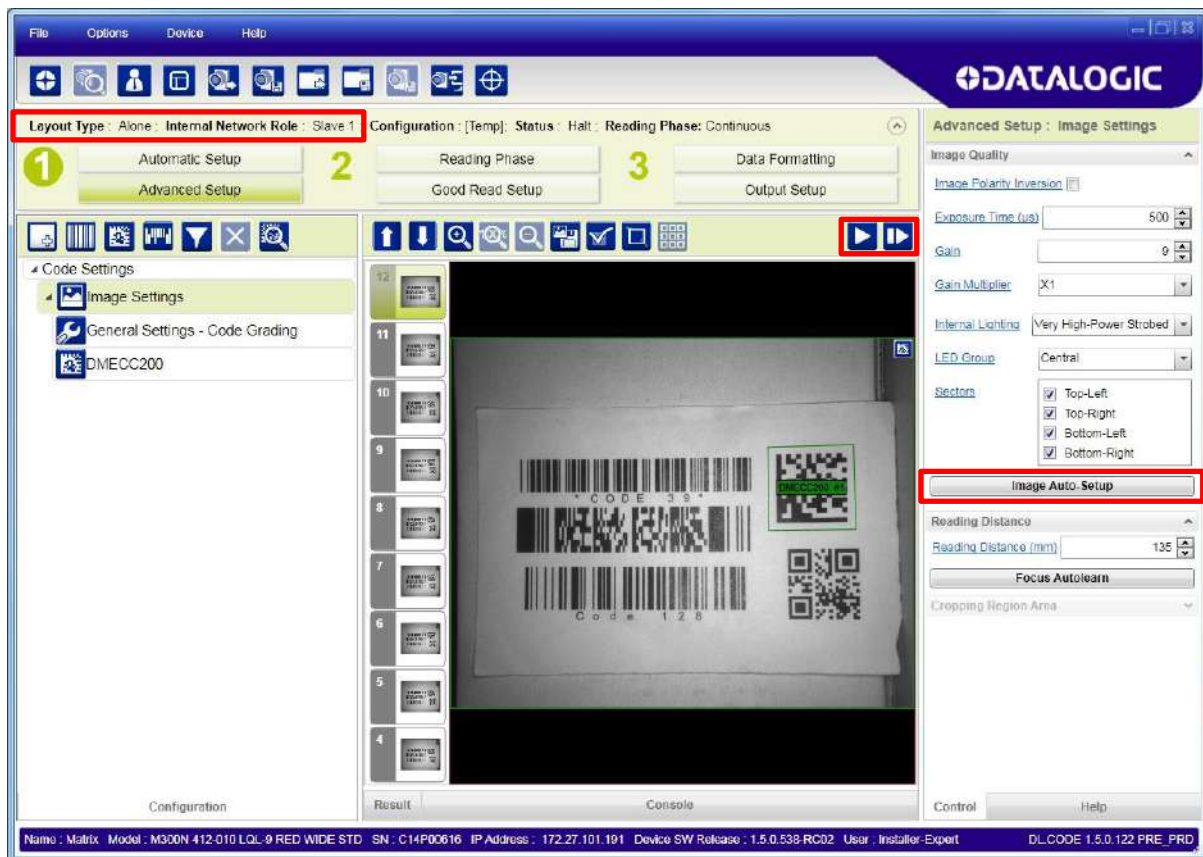 File Options Device Help
DATALOGIC
Layout Type : Alone ; Internal Network Role : Slave 1 ; Configuration : [Temp]; Status : Halt ; Reading Phase: Continuous
1 Automatic Setup
Advanced Setup
2 Reading Phase
Good Read Setup
3 Data Formatting
Output Setup
Code Settings
Image Settings
General Settings - Code Grading
DMECC200
Configuration
12
11
10
9
8
7
6
5
4
* CODE 39 *
DMECC200 #1
Code 128
Result Console
Advanced Setup : Image Settings
Image Quality
Image Polarity Inversion
Exposure Time (us) 500
Gain 9
Gain Multiplier X1
Internal Lighting Very High-Power Strobed
LED Group Central
Sectors Top-Left
Top-Right
Bottom-Left
Bottom-Right
Image Auto-Setup
Reading Distance
Reading Distance (mm) 135
Focus Autolearn
Cropping Region Area
Control Help
Name : Matrix Model : M300N 412-010 LQL-9 RED WIDE STD SN : C14P00616 IP Address : 172.27.101.191 Device SW Release : 1.5.0.538-RC02 User : Installer-Expert DL.CODE 1.5.0.122 PRE_PRD